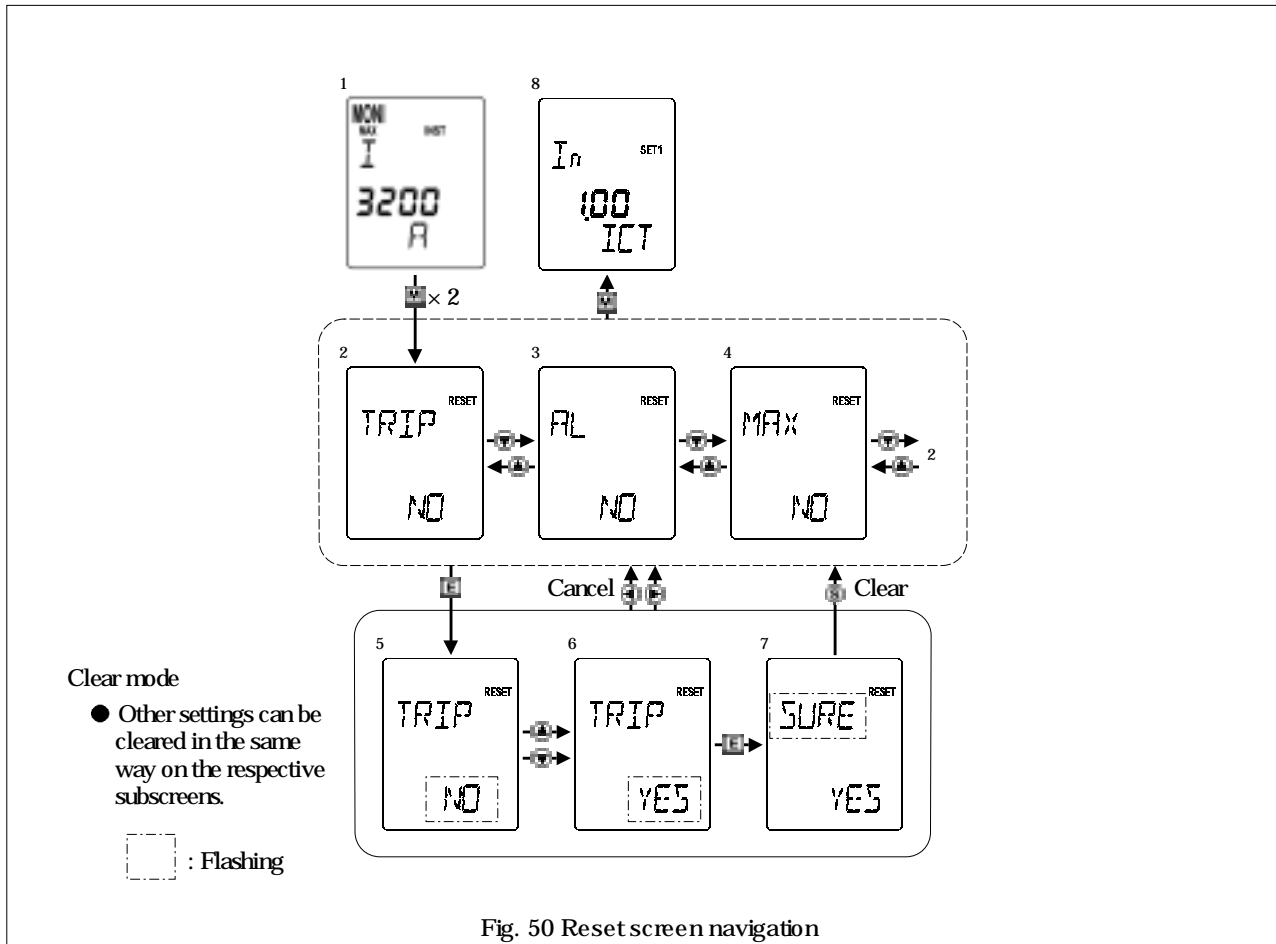 1
8
MONI
MAX INST
I
3200
A
In SET1
1.00
ICT
M × 2
M
2
3
4
RESET
TRIP
NO
RESET
AL
NO
RESET
MAX
NO
2
E
Cancel
S Clear
5
6
7
RESET
TRIP
NO
RESET
TRIP
YES
E
RESET
SURE
YES
Clear mode
● Other settings can be
cleared in the same
way on the respective
subscreens.
: Flashing
Fig. 50 Reset screen navigation